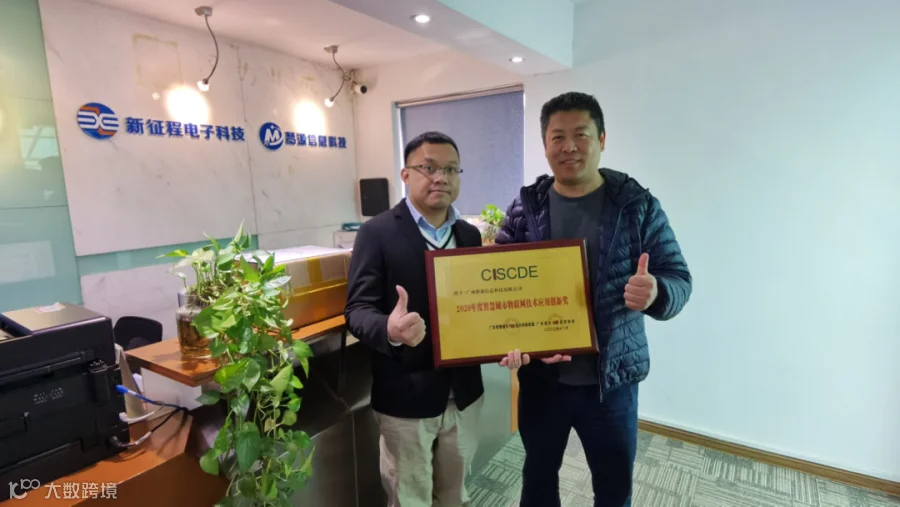 新征程电子科技
梦源信息科技
CISCDE
2020年度智慧城市物联网技术应用创新奖
大数跨境